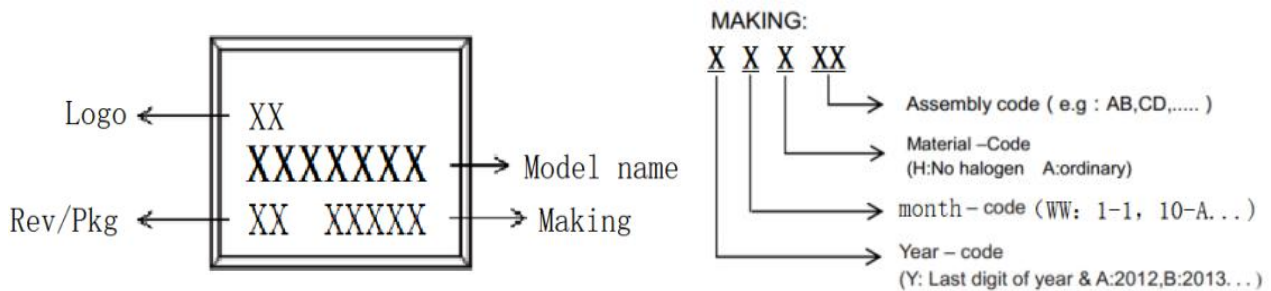 Logo
XX
XXXXXXX
Model name
Rev/Pkg
XX XXXXX
Making
MAKING:
X X X XX
Assembly code ( e.g : AB,CD,..... )
Material –Code
(H:No halogen A:ordinary)
month – code (WW: 1-1, 10-A...)
Year – code
(Y: Last digit of year & A:2012,B:2013. . .)